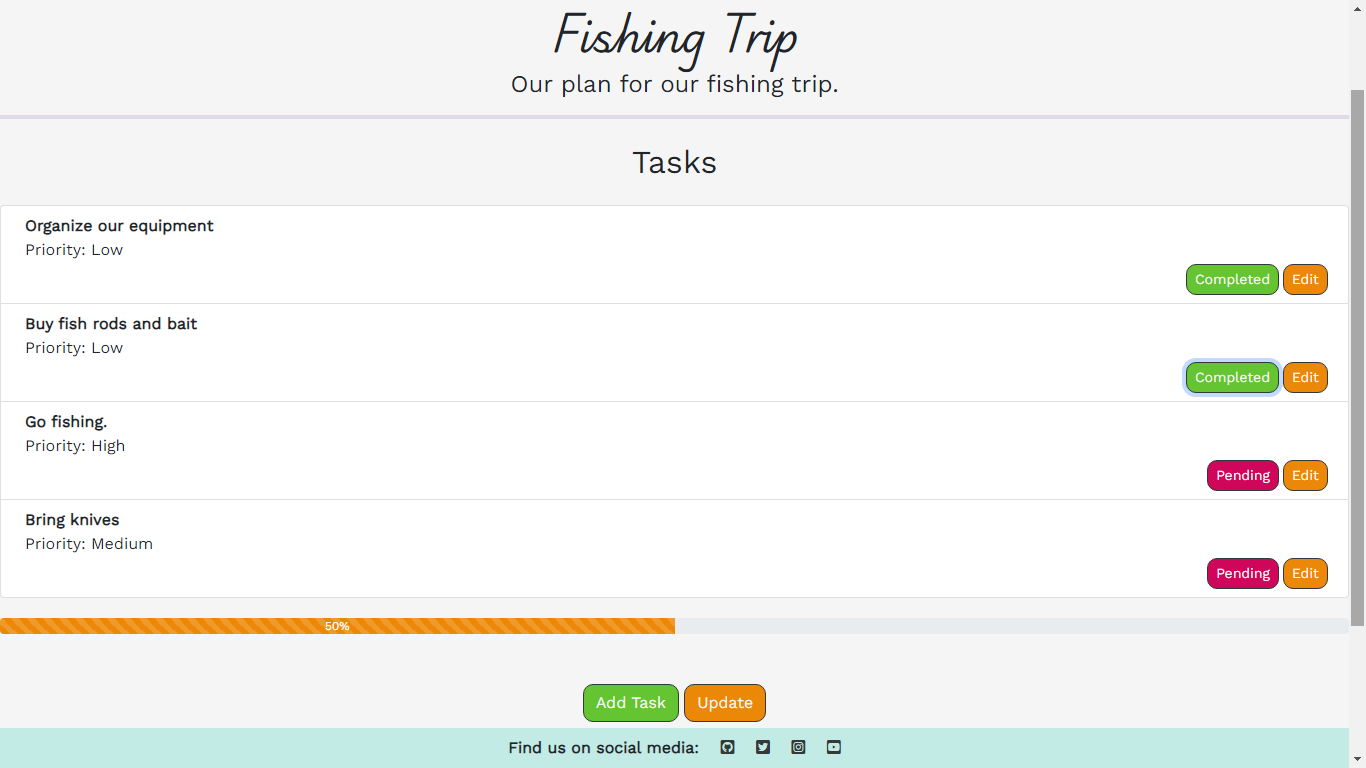 Fishing Trip
Our plan for our fishing trip.
Tasks
Organize our equipment
Priority: Low
Completed Edit
Buy fish rods and bait
Priority: Low
Completed Edit
Go fishing.
Priority: High
Pending Edit
Bring knives
Priority: Medium
Pending Edit
50%
Add Task Update
Find us on social media: